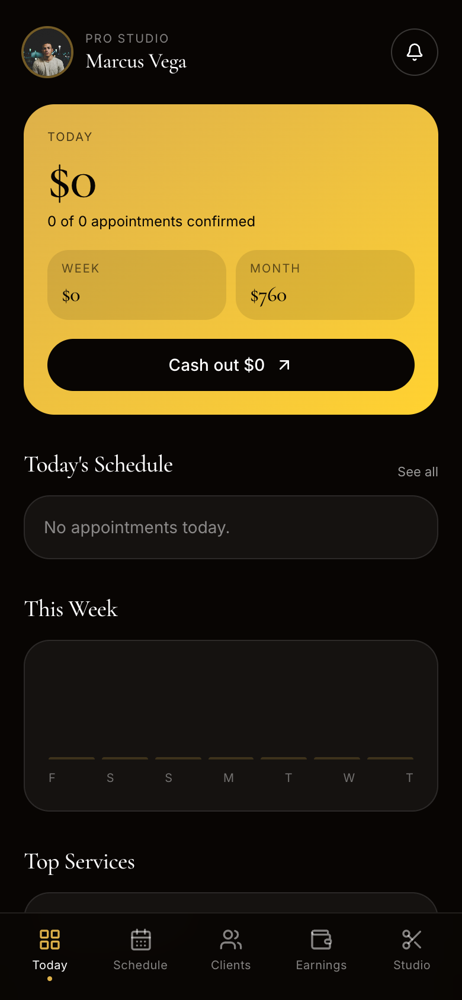 PRO STUDIO
Marcus Vega
TODAY
$0
0 of 0 appointments confirmed
WEEK
$0
MONTH
$760
Cash out $0
Today's Schedule
See all
No appointments today.
This Week
F S S M T W T
Top Services
Today
Schedule
Clients
Earnings
Studio